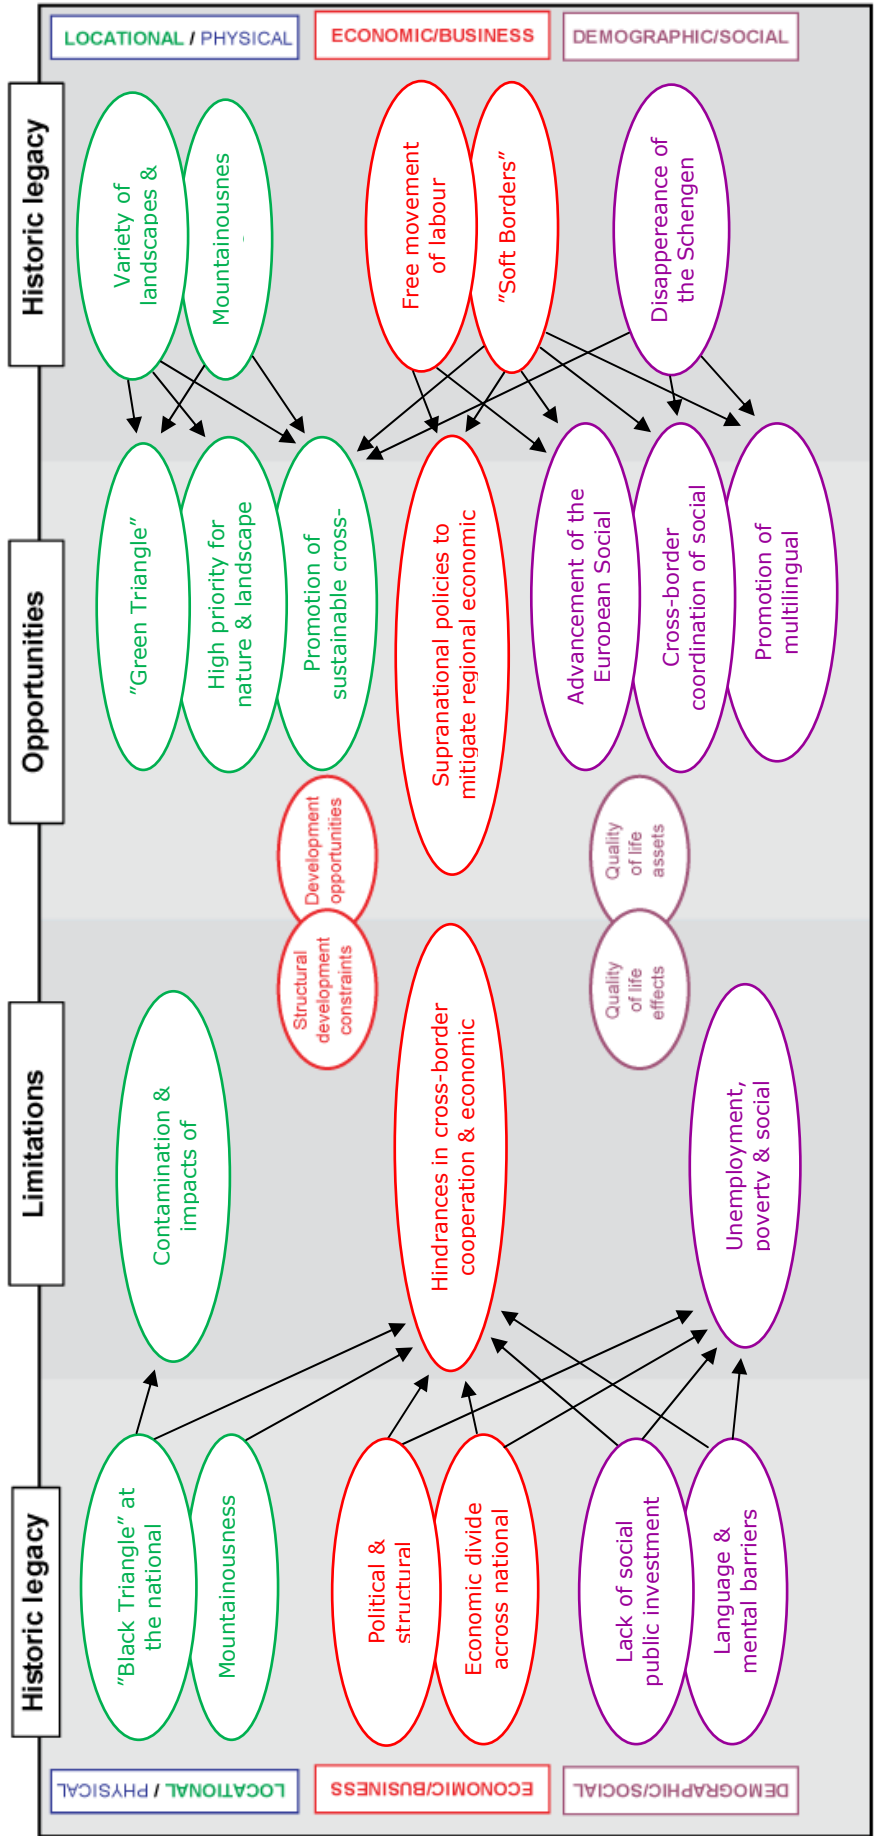 LOCATIONAL / PHYSICAL
ECONOMIC/BUSINESS
DEMOGRAPHIC/SOCIAL
Historic legacy
Variety of
landscapes &
Mountainousnes
Free movement
of labour
"Soft Borders"
Disappereance of
the Schengen
Opportunities
"Green Triangle"
High priority for
nature & landscape
Promotion of
sustainable cross-
Supranational policies to
mitigate regional economic
Advancement of the
European Social
Cross-border
coordination of social
Promotion of
multilingual
Development
opportunities
Quality
of life
assets
Limitations
Structural
development
constraints
Quality
of life
effects
Contamination &
impacts of
Hindrances in cross-border
cooperation & economic
Unemployment,
poverty & social
Historic legacy
"Black Triangle" at
the national
Mountainousness
Political &
structural
Economic divide
across national
Lack of social
public investment
Language &
mental barriers
LOCATIONAL / PHYSICAL
ECONOMIC/BUSINESS
DEMOGRAPHIC/SOCIAL